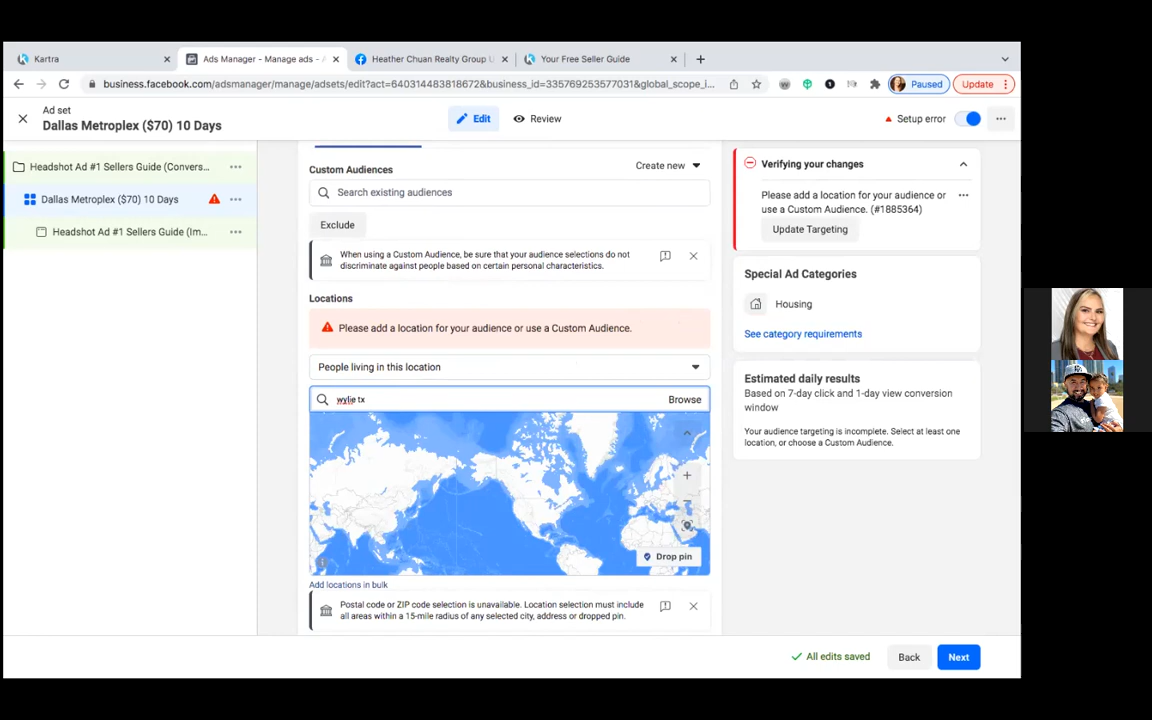 Kartra
Ads Manager - Manage ads -
Heather Chuan Realty Group U
Your Free Seller Guide
business.facebook.com/adsmanager/manage/adsets/edit?act=640314483818672&business_id=335769253577031&global_scope_i...
Paused
Update
Ad set
Dallas Metroplex ($70) 10 Days
Edit
Review
Setup error
Headshot Ad #1 Sellers Guide (Convers...
Dallas Metroplex ($70) 10 Days
Headshot Ad #1 Sellers Guide (Im...
Custom Audiences
Create new
Search existing audiences
Exclude
When using a Custom Audience, be sure that your audience selections do not
discriminate against people based on certain personal characteristics.
Locations
Please add a location for your audience or use a Custom Audience.
People living in this location
wylie tx
Browse
Drop pin
Add locations in bulk
Postal code or ZIP code selection is unavailable. Location selection must include
all areas within a 15-mile radius of any selected city, address or dropped pin.
Verifying your changes
Please add a location for your audience or
use a Custom Audience. (#1885364)
Update Targeting
Special Ad Categories
Housing
See category requirements
Estimated daily results
Based on 7-day click and 1-day view conversion
window
Your audience targeting is incomplete. Select at least one
location, or choose a Custom Audience.
All edits saved
Back
Next